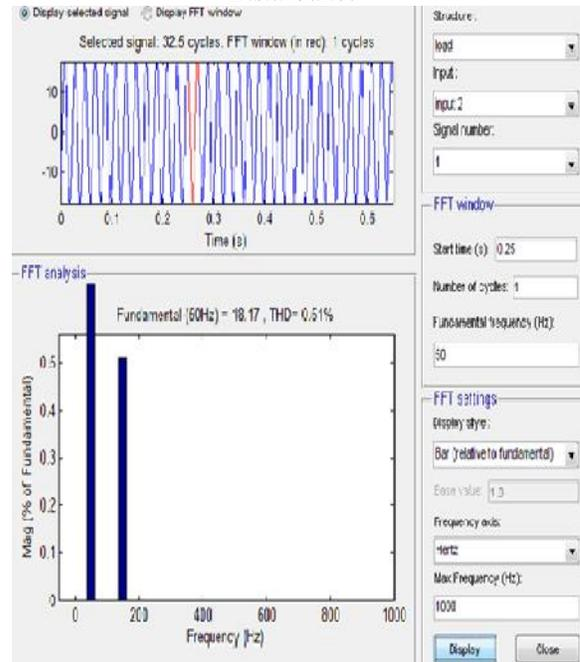 Display selected signal Display FFT window
Selected signal: 32.5 cycles. FFT window (in red): 1 cycles
10
0
-10
0 0.1 0.2 0.3 0.4 0.5 0.6
Time (s)
FFT analysis
Fundamental (50Hz) = 18.17 , THD= 0.51%
Mag (% of Fundamental)
0.5
0.4
0.3
0.2
0.1
0
0 200 400 600 800 1000
Frequency (Hz)
Structure :
load
Input :
input 2
Signal number:
1
FFT window
Start time (s): 0.25
Number of cycles: 1
Fundamental frequency (Hz):
50
FFT settings
Display style :
Bar (relative to fundamental)
Base value: 1.0
Frequency axis:
Hertz
Max Frequency (Hz):
1000
Display Close